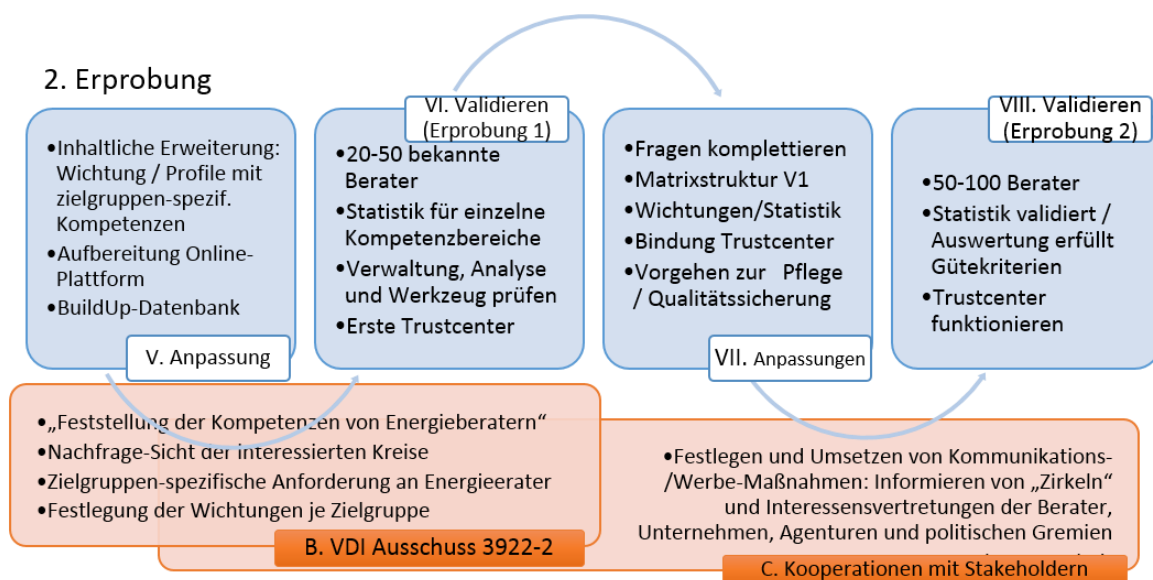 2. Erprobung
•Inhaltliche Erweiterung:
Wichtung / Profile mit
zielgruppen-spezif.
Kompetenzen
•Aufbereitung Online-
Plattform
•BuildUp-Datenbank
V. Anpassung
VI. Validieren
(Erprobung 1)
•20-50 bekannte
Berater
•Statistik für einzelne
Kompetenzbereiche
•Verwaltung, Analyse
und Werkzeug prüfen
•Erste Trustcenter
•Fragen komplettieren
•Matrixstruktur V1
•Wichtungen/Statistik
•Bindung Trustcenter
•Vorgehen zur Pflege
/ Qualitätssicherung
VII. Anpassungen
VIII. Validieren
(Erprobung 2)
•50-100 Berater
•Statistik validiert /
Auswertung erfüllt
Gütekriterien
•Trustcenter
funktionieren
•„Feststellung der Kompetenzen von Energieberatern“
•Nachfrage-Sicht der interessierten Kreise
•Zielgruppen-spezifische Anforderung an Energieerater
•Festlegung der Wichtungen je Zielgruppe
B. VDI Ausschuss 3922-2
•Festlegen und Umsetzen von Kommunikations-
/Werbe-Maßnahmen: Informieren von „Zirkeln“
und Interessensvertretungen der Berater,
Unternehmen, Agenturen und politischen Gremien
C. Kooperationen mit Stakeholdern